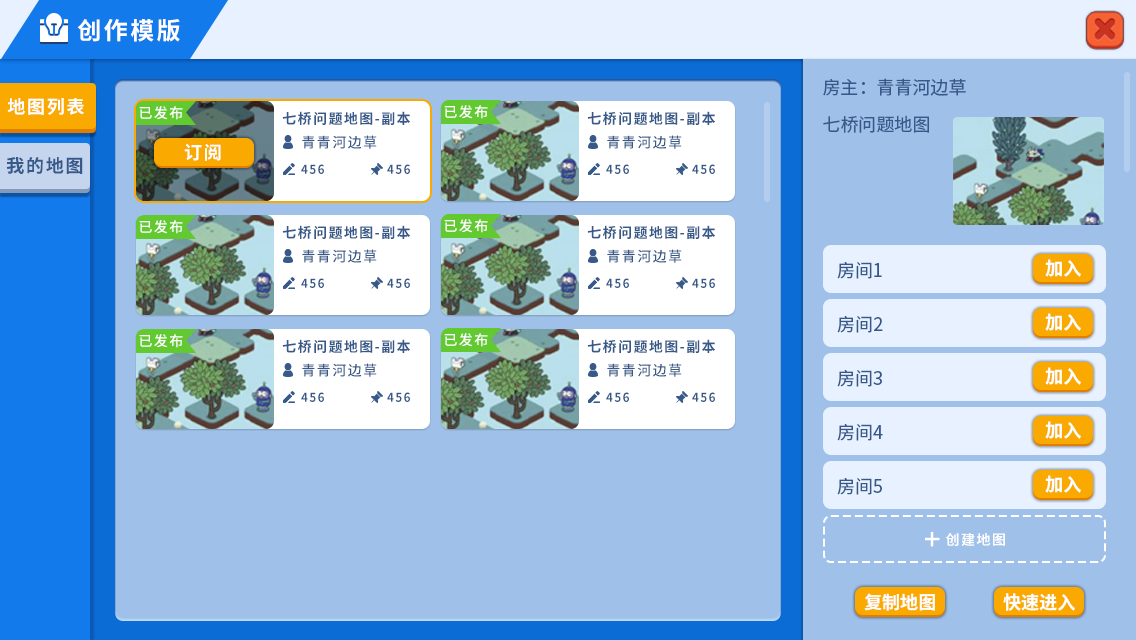 创作模版
地图列表
我的地图
已发布
订阅
七桥问题地图-副本
青青河边草
456
456
已发布
七桥问题地图-副本
青青河边草
456
456
已发布
七桥问题地图-副本
青青河边草
456
456
已发布
七桥问题地图-副本
青青河边草
456
456
已发布
七桥问题地图-副本
青青河边草
456
456
已发布
七桥问题地图-副本
青青河边草
456
456
房主：青青河边草
七桥问题地图
房间1
加入
房间2
加入
房间3
加入
房间4
加入
房间5
加入
创建地图
复制地图
快速进入